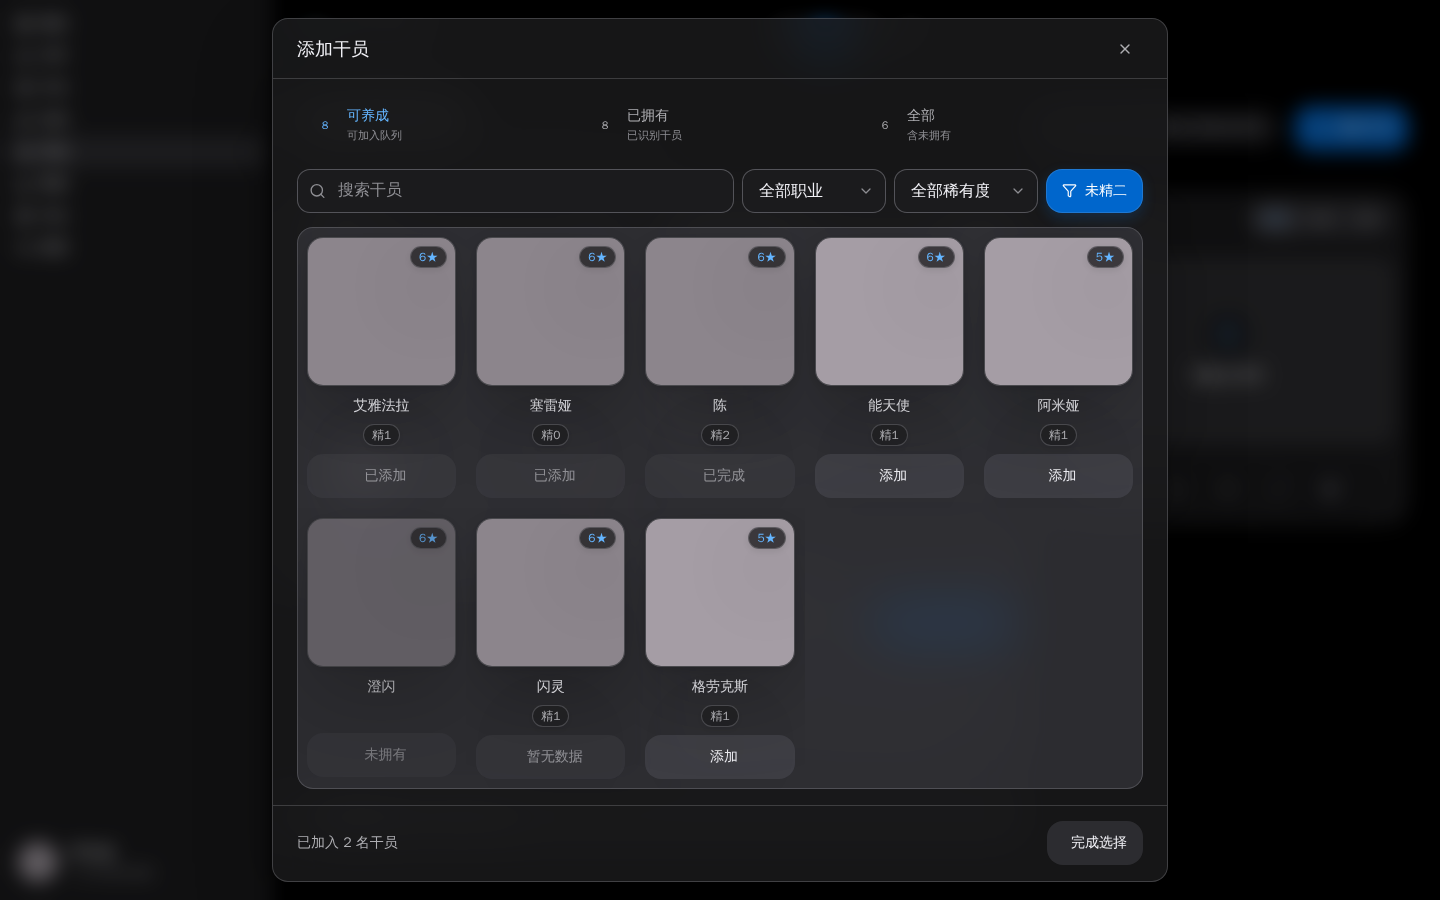 添加干员
8 可养成
可加入队列
8 已拥有
已识别干员
6 全部
含未拥有
搜索干员
全部职业
全部稀有度
未精二
6★ 6★ 6★ 6★ 5★
艾雅法拉 塞雷娅 陈 能天使 阿米娅
精1 精0 精2 精1 精1
已添加 已添加 已完成 添加 添加
6★ 6★ 5★
澄闪 闪灵 格劳克斯
精1 精1
未拥有 暂无数据 添加
已加入 2 名干员
完成选择